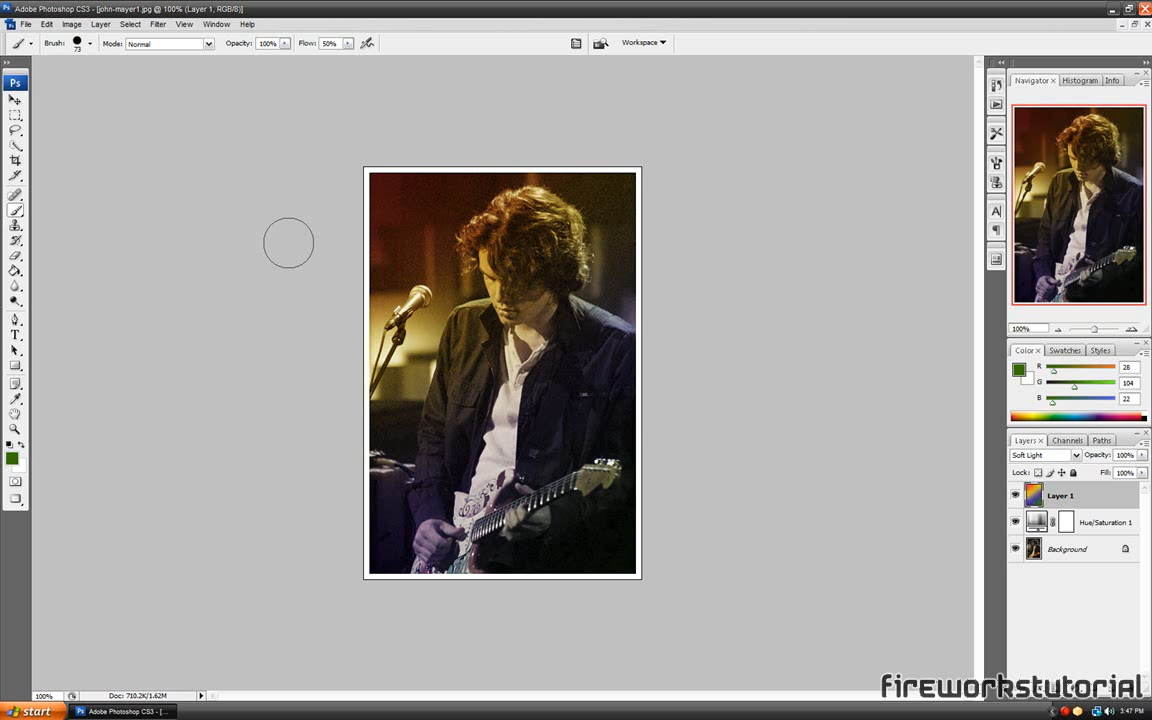 Adobe Photoshop CS3 - [john-mayer1.jpg @ 100% (Layer 1, RGB/8)]
File Edit Image Layer Select Filter View Window Help
Brush: 73 Mode: Normal Opacity: 100% Flow: 50% Workspace
Ps
Navigator Histogram Info
100%
Color Swatches Styles
R 28
G 104
B 22
Layers Channels Paths
Soft Light Opacity: 100%
Lock: Fill: 100%
Layer 1
Hue/Saturation 1
Background
100% Doc: 710.2K/1.62M
fireworkstutorial
start Adobe Photoshop CS3 - [... 3:47 PM